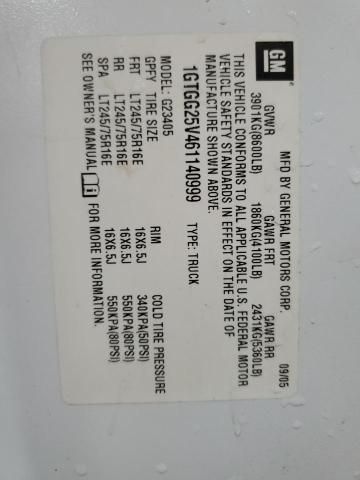 GM
MFD BY GENERAL MOTORS CORP. 09/05
GVWR GAWR FRT GAWR RR
3901KG(8600LB) 1860KG(4100LB) 2431KG(5360LB)
THIS VEHICLE CONFORMS TO ALL APPLICABLE U.S. FEDERAL MOTOR
VEHICLE SAFETY STANDARDS IN EFFECT ON THE DATE OF
MANUFACTURE SHOWN ABOVE.
1GTGG25V461140999 TYPE: TRUCK
MODEL: G23405
GPFY TIRE SIZE RIM COLD TIRE PRESSURE
FRT LT245/75R16E 16X6.5J 340KPA(50PSI)
RR LT245/75R16E 16X6.5J 550KPA(80PSI)
SPA LT245/75R16E 16X6.5J 550KPA(80PSI)
SEE OWNER'S MANUAL FOR MORE INFORMATION.